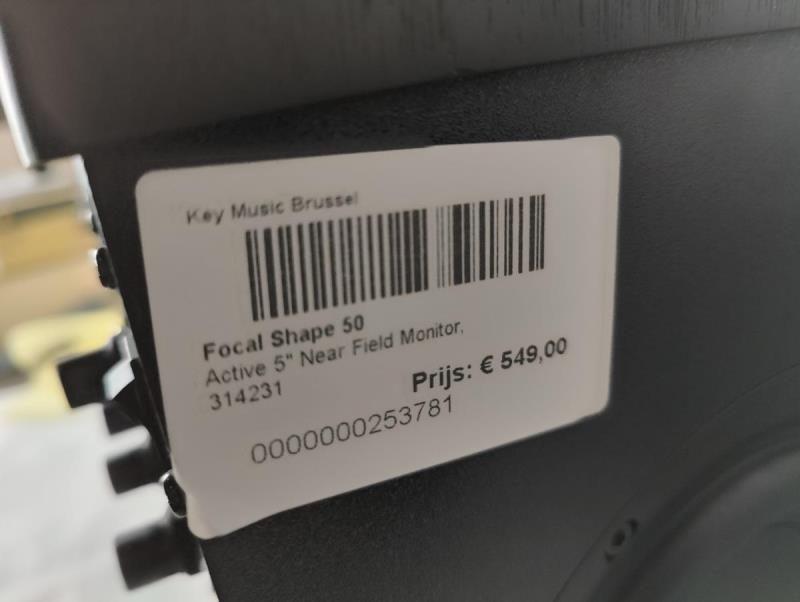 Key Music Brussel
Focal Shape 50
Active 5" Near Field Monitor,
314231
Prijs: € 549,00
0000000253781